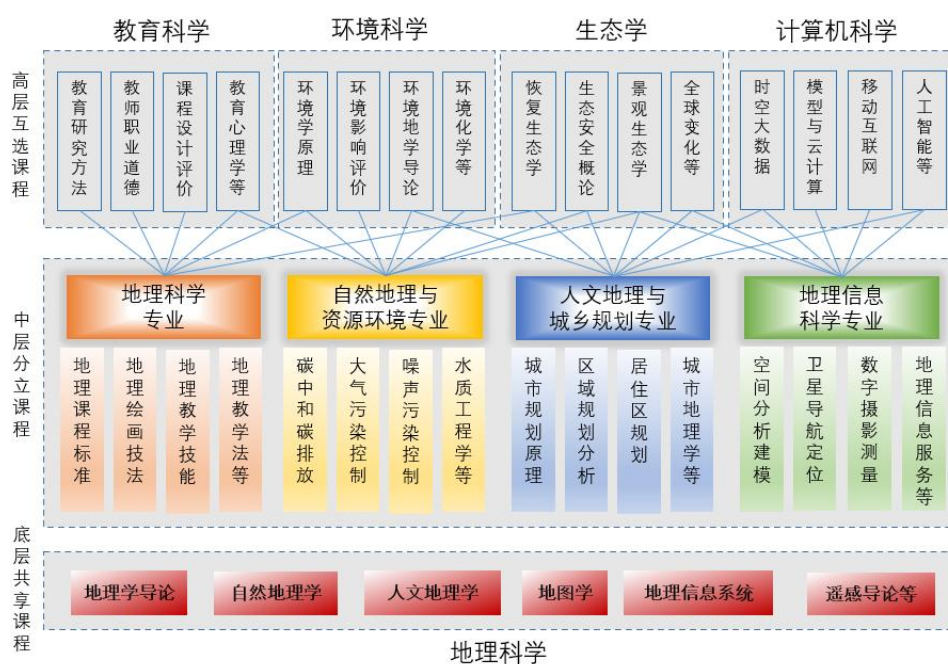 教育科学
环境科学
生态学
计算机科学
高层互选课程
教育研究方法
教师职业道德
课程设计评价
教育心理学等
环境学原理
环境影响评价
环境地学导论
环境化学等
恢复生态学
生态安全概论
景观生态学
全球变化等
时空大数据
模型与云计算
移动互联网
人工智能等
中层分立课程
地理科学
专业
自然地理与
资源环境专业
人文地理与
城乡规划专业
地理信息
科学专业
地理课程标准
地理绘画技法
地理教学技能
地理教学法等
碳中和碳排放
大气污染控制
噪声污染控制
水质工程学等
城市规划原理
区域规划分析
居住区规划
城市地理学等
空间分析建模
卫星导航定位
数字摄影测量
地理信息服务等
底层共享课程
地理学导论
自然地理学
人文地理学
地图学
地理信息系统
遥感导论等
地理科学